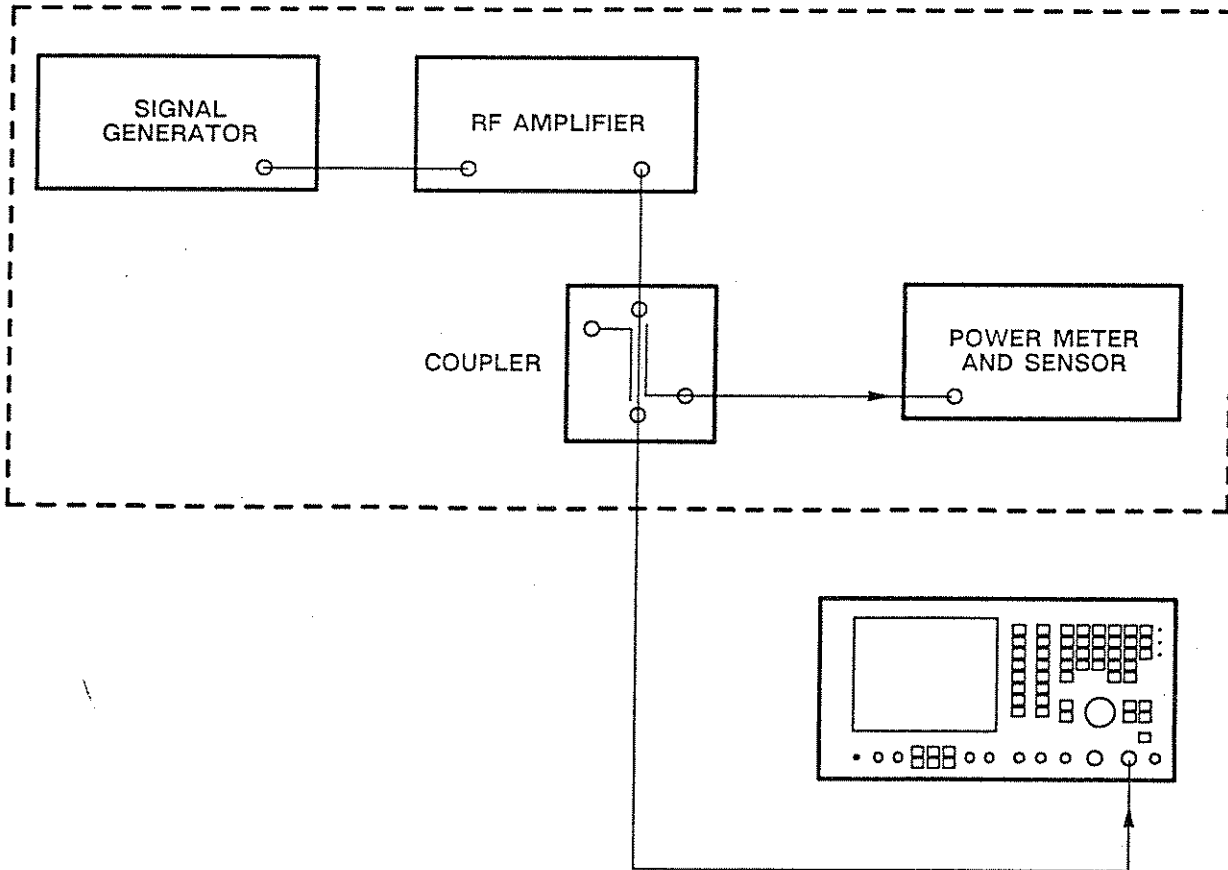 SIGNAL
GENERATOR
RF AMPLIFIER
COUPLER
POWER METER
AND SENSOR